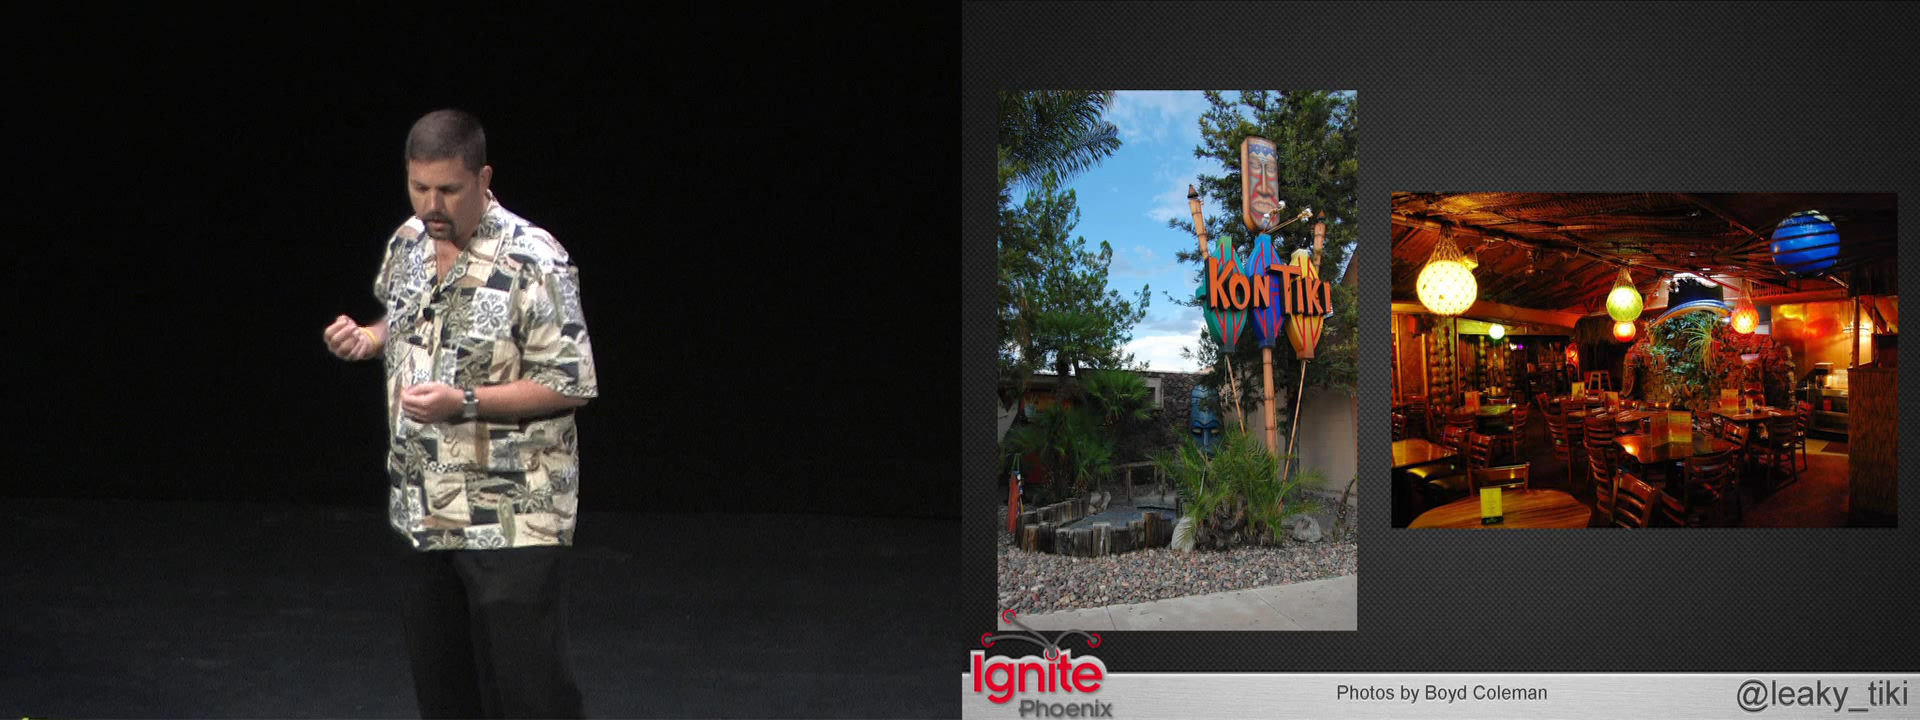 KON TIKI
Ignite
Phoenix
Photos by Boyd Coleman
@leaky_tiki